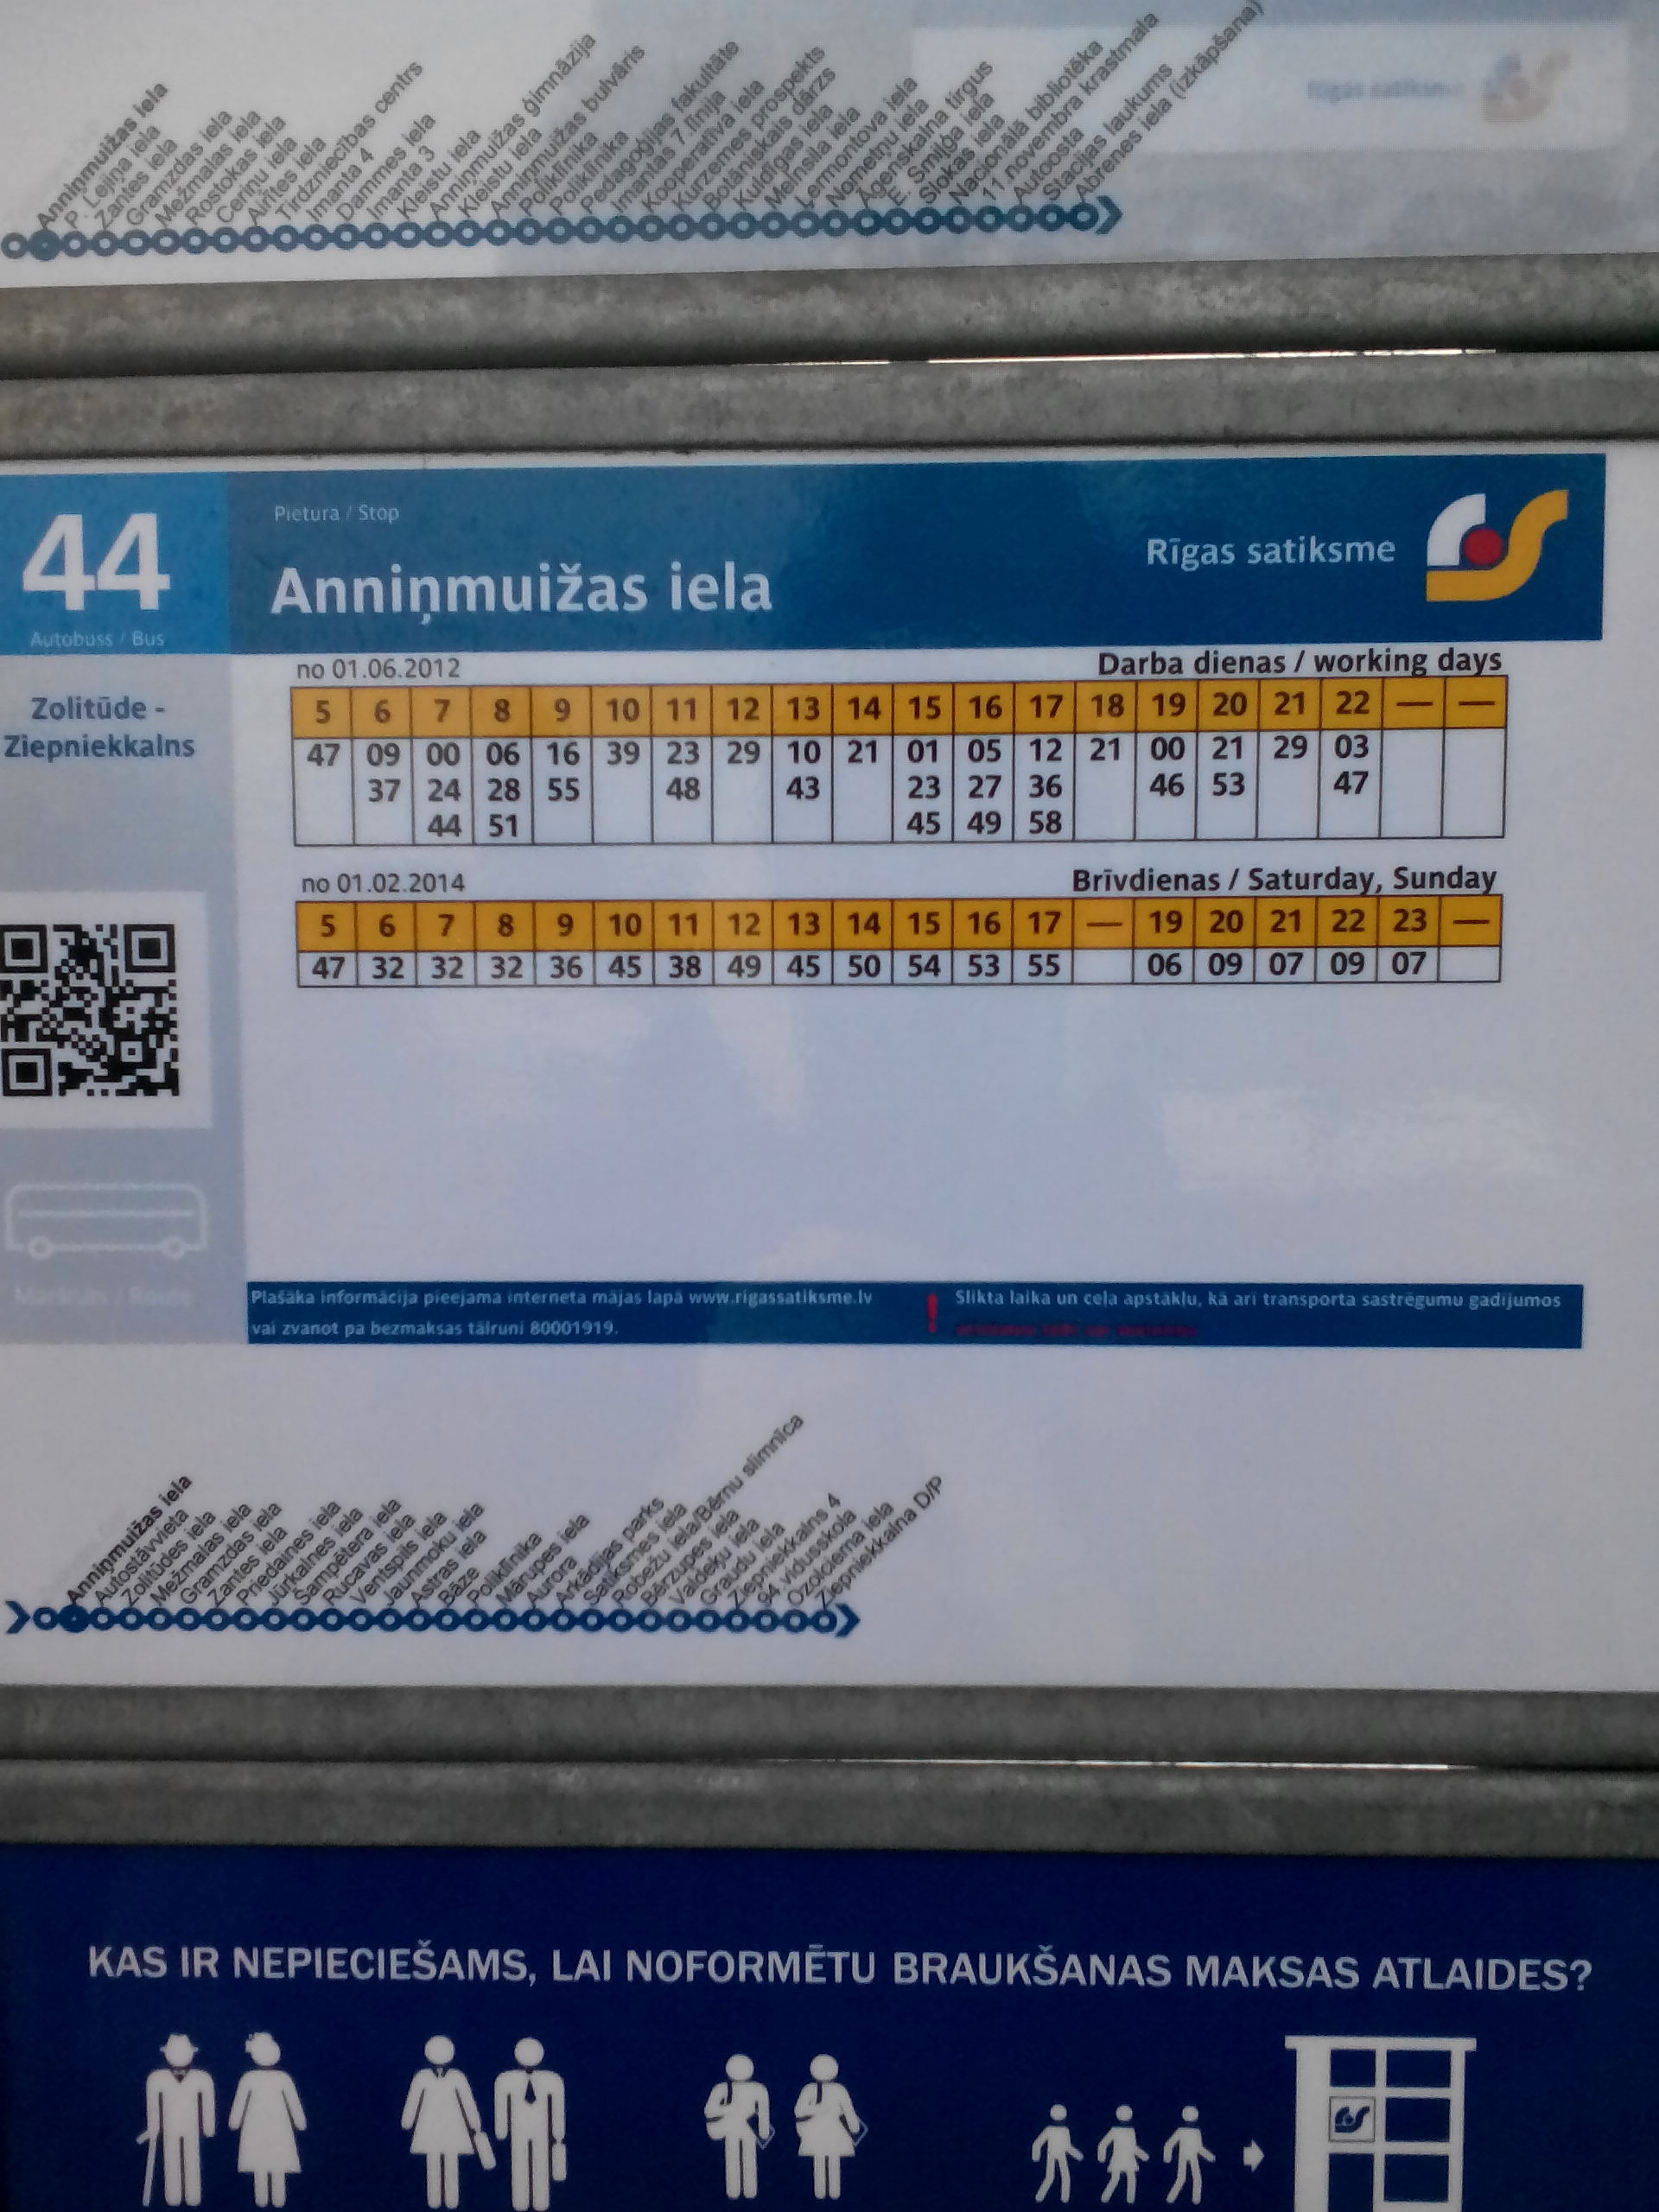 Anniņmuižas iela
P. Lejiņa iela
Zantes iela
Gramzdas iela
Mežmalas iela
Rostokas iela
Ceriņu iela
Airītes iela
Tirdzniecības centrs
Imanta 4
Dammes iela
Imanta 3
Kleistu iela
Anniņmuižas ģimnāzija
Kleistu iela
Anniņmuižas bulvāris
Poliklīnika
Poliklīnika
Pedagoģijas fakultāte
Imantas 7.līnija
Kooperatīva iela
Kurzemes prospekts
Botāniskais dārzs
Kuldīgas iela
Melnsila iela
Ļermontova iela
Nometņu iela
Āgenskalna tirgus
E. Smiļģa iela
Slokas iela
Nacionālā bibliotēka
11 novembra krastmala
Autoosta
Stacijas laukums
Abrenes iela (izkāpšana)
Rīgas satiksme
44
Autobuss / Bus
Pietura / Stop
Anniņmuižas iela
Rīgas satiksme
Zolitūde -
Ziepniekkalns
no 01.06.2012 Darba dienas / working days
5 6 7 8 9 10 11 12 13 14 15 16 17 18 19 20 21 22 — —
47 09 00 06 16 39 23 29 10 21 01 05 12 21 00 21 29 03
37 24 28 55 48 43 23 27 36 46 53 47
44 51 45 49 58
no 01.02.2014 Brīvdienas / Saturday, Sunday
5 6 7 8 9 10 11 12 13 14 15 16 17 — 19 20 21 22 23 —
47 32 32 32 36 45 38 49 45 50 54 53 55 06 09 07 09 07
Maršruts / Route
Plašāka informācija pieejama interneta mājas lapā www.rigassatiksme.lv
vai zvanot pa bezmaksas tālruni 80001919.
! Slikta laika un ceļa apstākļu, kā arī transporta sastrēgumu gadījumos
Anniņmuižas iela
Autostāvvieta
Zolitūdes iela
Mežmalas iela
Gramzdas iela
Zantes iela
Priedaines iela
Jūrkalnes iela
Šampētera iela
Rucavas iela
Ventspils iela
Jaunmoku iela
Astras iela
Bāze
Poliklīnika
Mārupes iela
Aurora
Arkādijas parks
Satiksmes iela
Robežu iela/Bērnu slimnīca
Bērzupes iela
Valdeķu iela
Graudu iela
Ziepniekkalns 4
94.vidusskola
Ozolciema iela
Ziepniekkalna D/P
KAS IR NEPIECIEŠAMS, LAI NOFORMĒTU BRAUKŠANAS MAKSAS ATLAIDES?